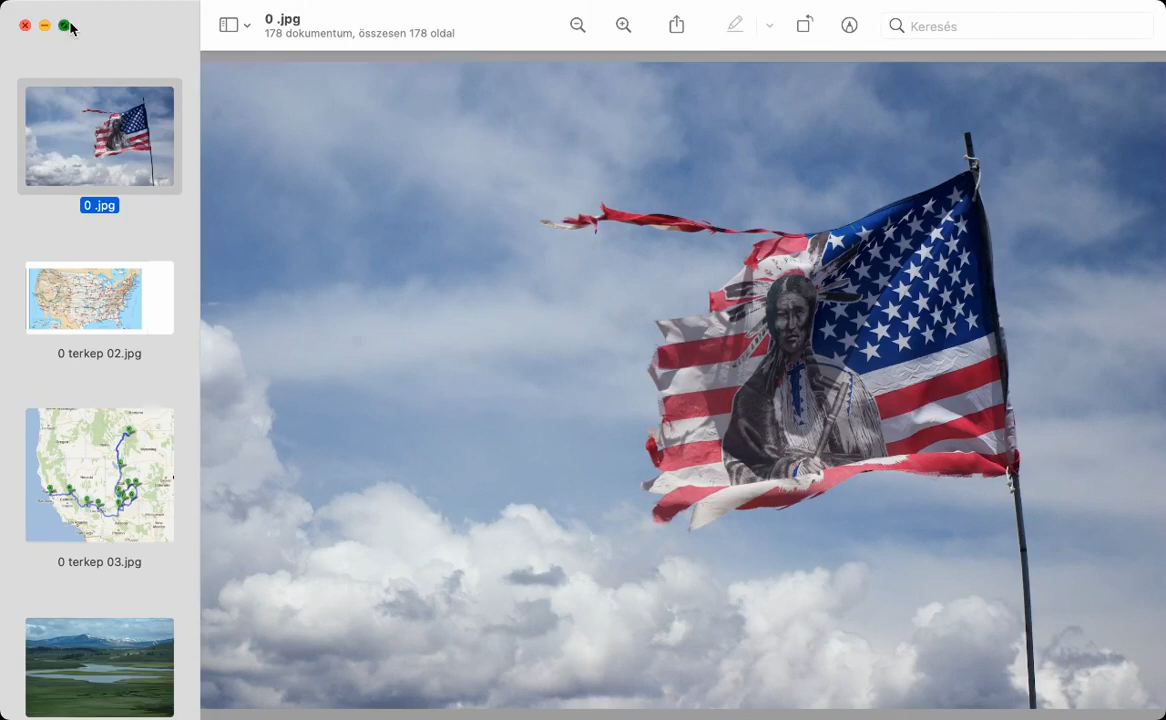 0 .jpg
178 dokumentum, összesen 178 oldal
Keresés
0 .jpg
0 terkep 02.jpg
0 terkep 03.jpg